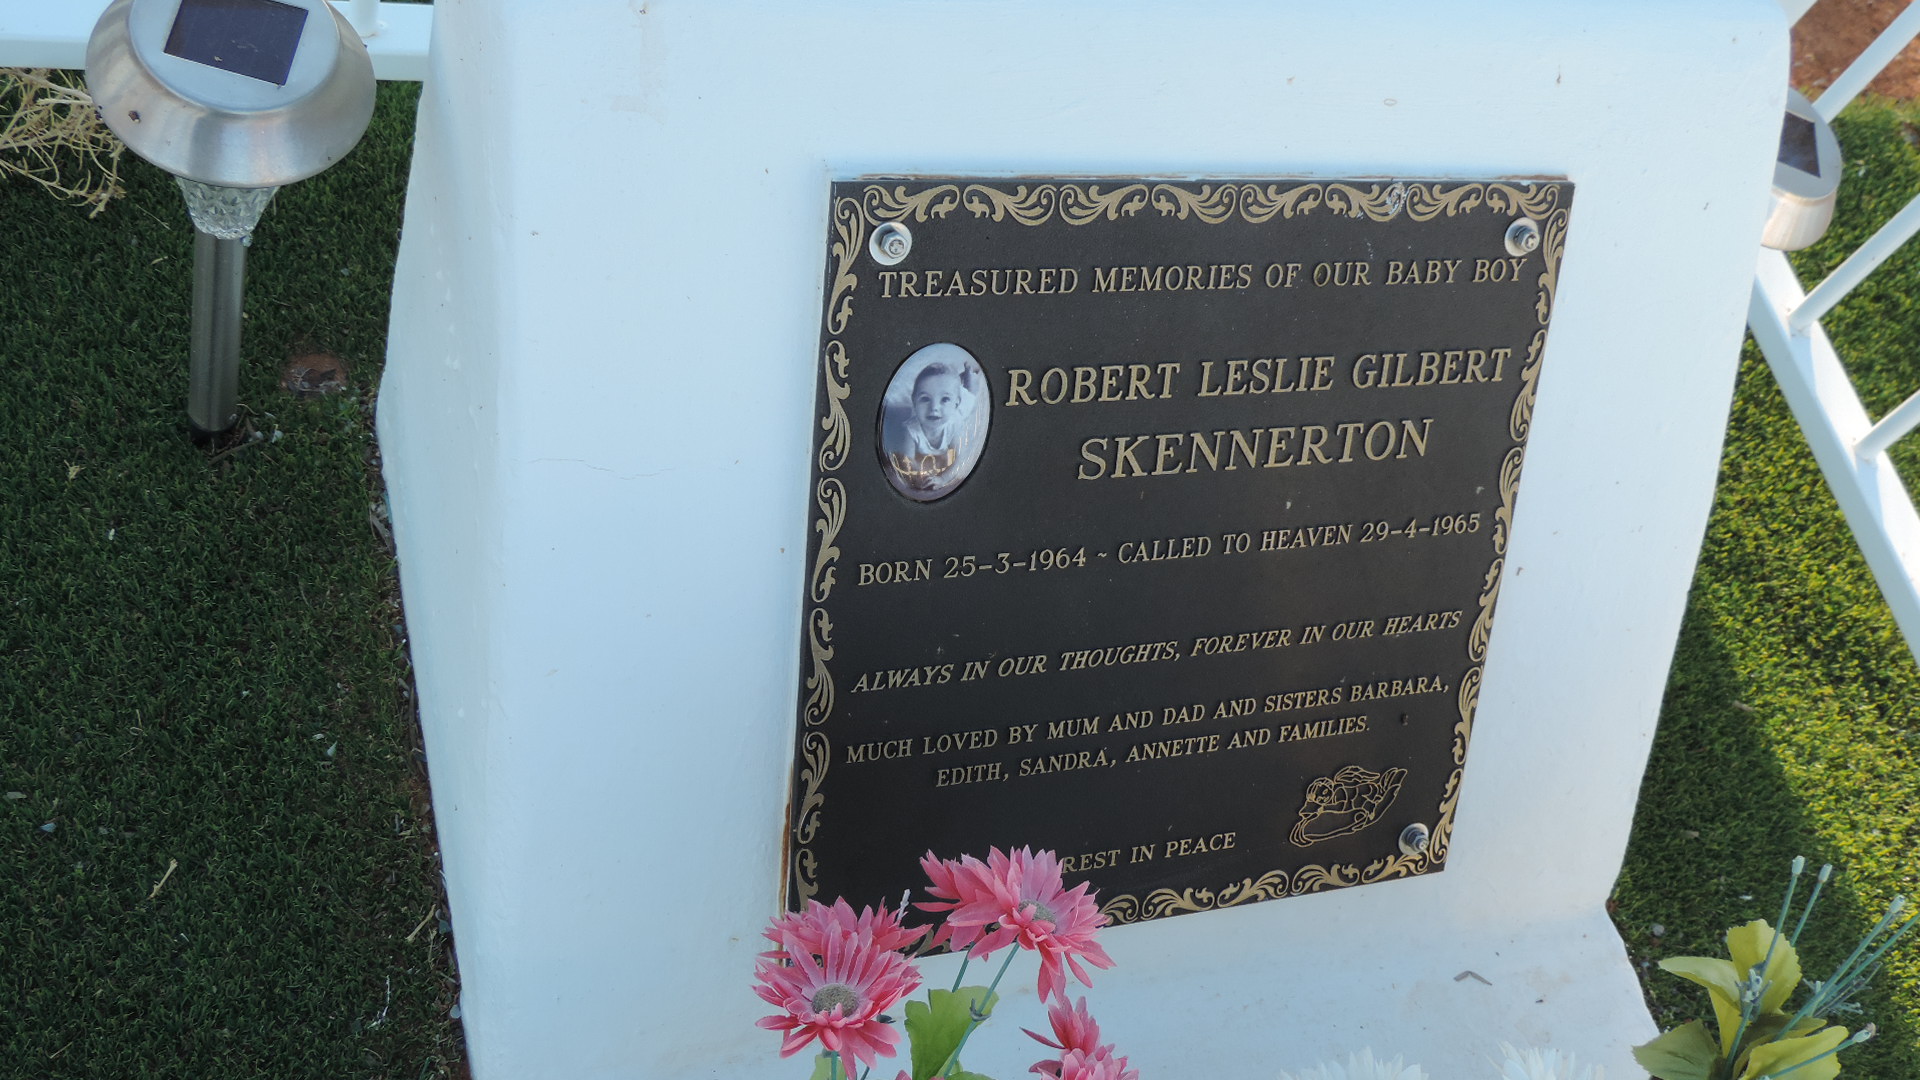 TREASURED MEMORIES OF OUR BABY BOY
ROBERT LESLIE GILBERT
SKENNERTON
BORN 25-3-1964 ~ CALLED TO HEAVEN 29-4-1965
ALWAYS IN OUR THOUGHTS, FOREVER IN OUR HEARTS
MUCH LOVED BY MUM AND DAD AND SISTERS BARBARA,
EDITH, SANDRA, ANNETTE AND FAMILIES.
REST IN PEACE